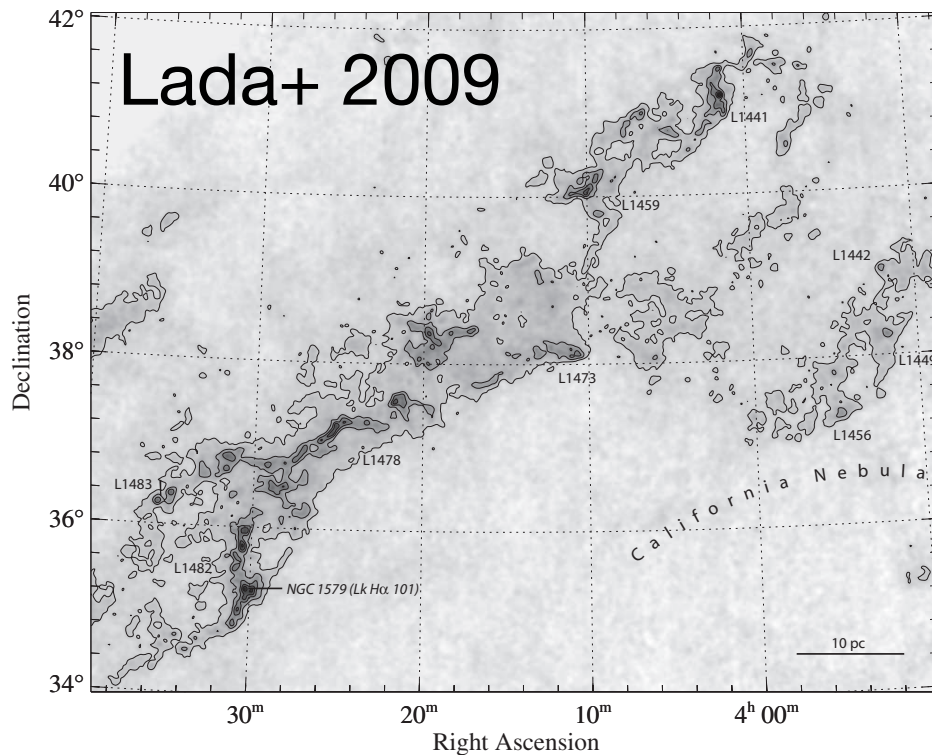 42°
Lada+ 2009
L1441
40°
L1459
L1442
Declination
38°
L1449
L1473
L1456
L1478
California Nebula
L1483
36°
L1482
NGC 1579 (Lk Hα 101)
10 pc
34°
30ᵐ 20ᵐ 10ᵐ 4ʰ 00ᵐ
Right Ascension